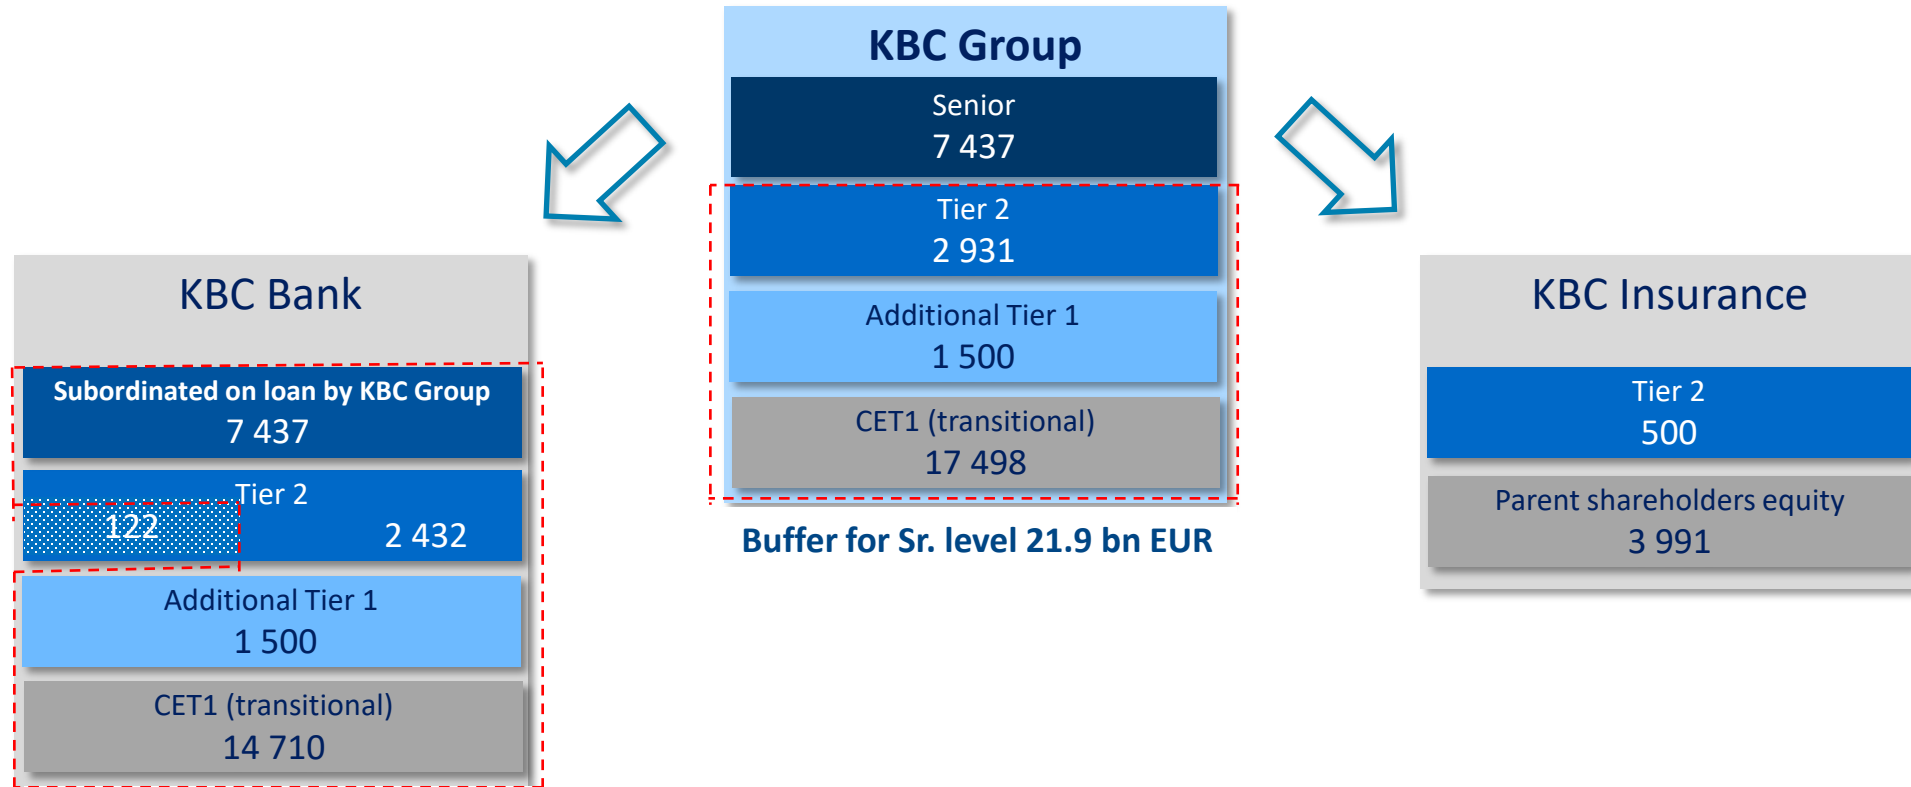 KBC Group
Senior
7 437
Tier 2
2 931
Additional Tier 1
1 500
CET1 (transitional)
17 498
Buffer for Sr. level 21.9 bn EUR
KBC Bank
Subordinated on loan by KBC Group
7 437
Tier 2
122
2 432
Additional Tier 1
1 500
CET1 (transitional)
14 710
KBC Insurance
Tier 2
500
Parent shareholders equity
3 991